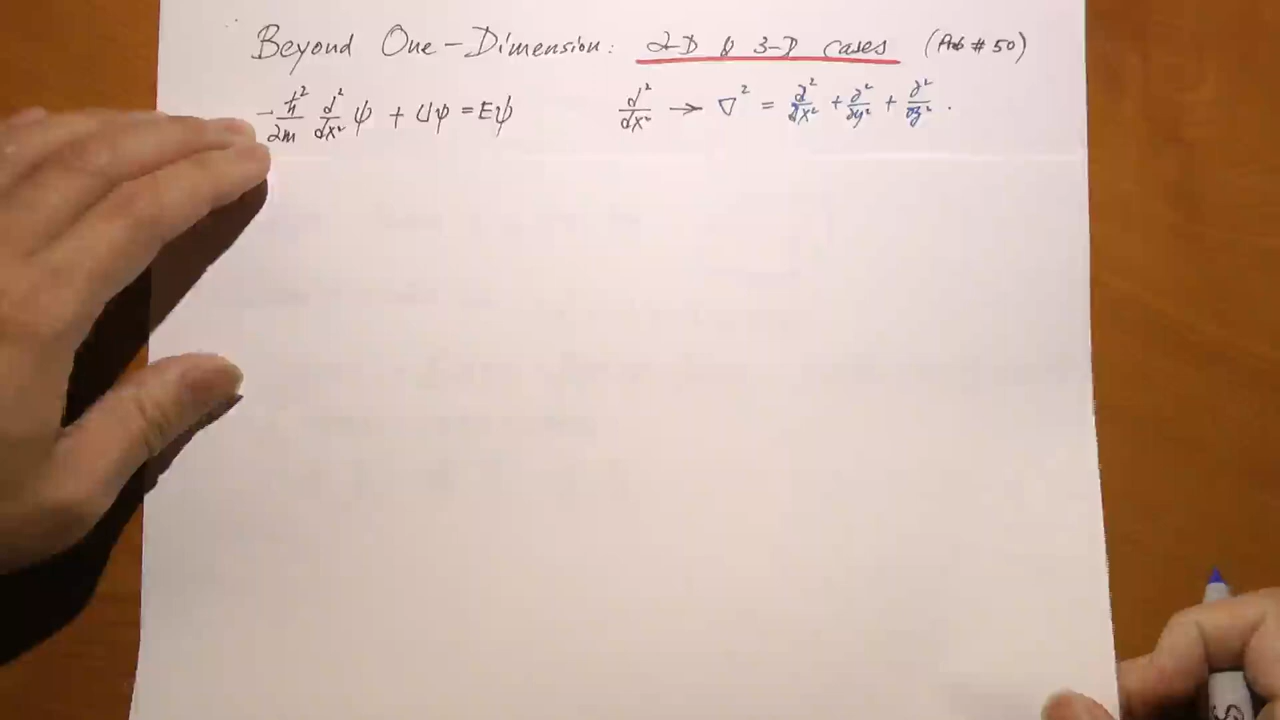 Beyond One-Dimension: 2-D & 3-D cases (Prob # 50)
-ħ²/2m d²/dx² ψ + Uψ = Eψ d²/dx² → ∇² = ∂²/∂x² + ∂²/∂y² + ∂²/∂z² .